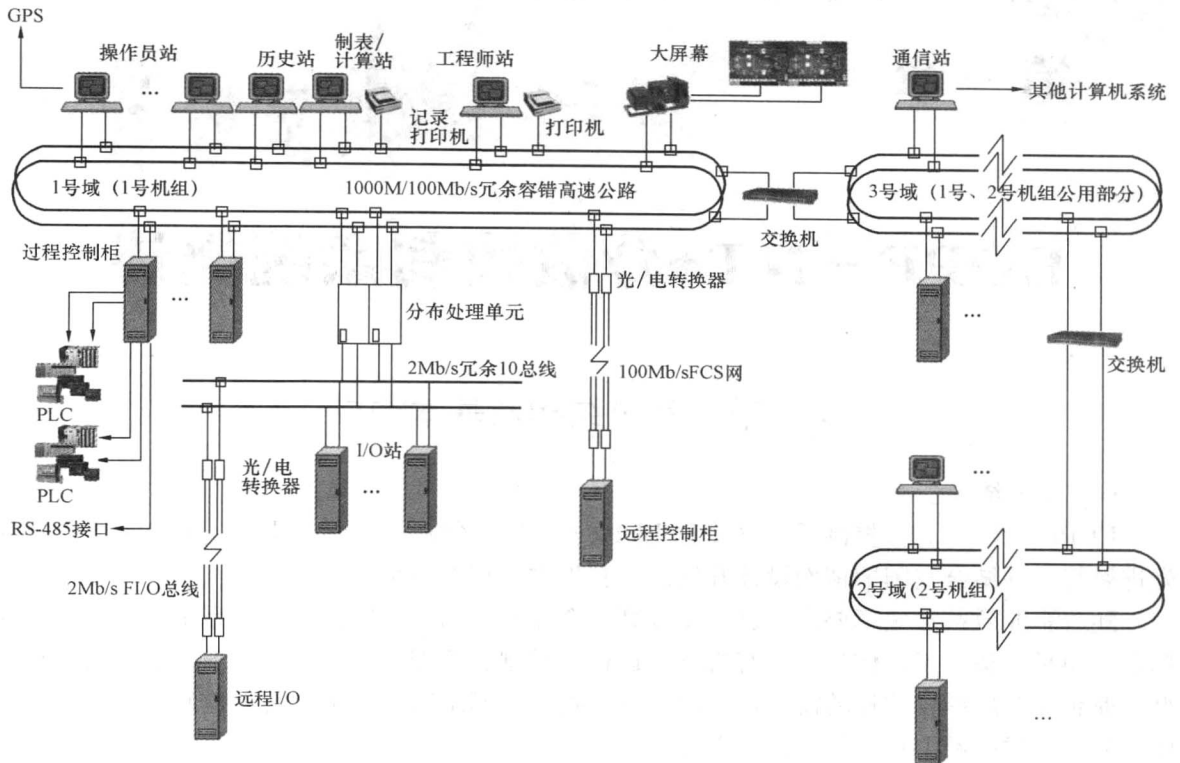 GPS
操作员站
历史站
制表/
计算站
工程师站
大屏幕
通信站
其他计算机系统
...
记录
打印机
打印机
1号域（1号机组）
1000M/100Mb/s冗余容错高速公路
3号域（1号、2号机组公用部分）
交换机
过程控制柜
...
光/电转换器
...
分布处理单元
2Mb/s冗余10总线
100Mb/sFCS网
交换机
PLC
I/O站
光/电
转换器
...
...
PLC
RS-485接口
远程控制柜
2Mb/s FI/O总线
2号域(2号机组)
远程I/O
...